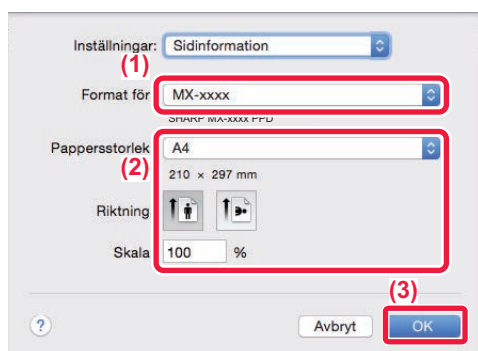 Inställningar: Sidinformation
(1)
Format för MX-xxxx
SHARP MX-xxxx PPD
Pappersstorlek A4
(2)
210 × 297 mm
Riktning
Skala 100 %
(3)
? Avbryt OK